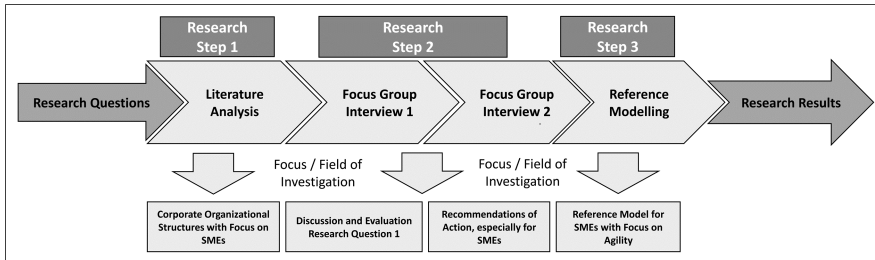 Research
Step 1
Research
Step 2
Research
Step 3
Research Questions
Literature
Analysis
Focus Group
Interview 1
Focus Group
Interview 2
Reference
Modelling
Research Results
Focus / Field of
Investigation
Focus / Field of
Investigation
Corporate Organizational
Structures with Focus on
SMEs
Discussion and Evaluation
Research Question 1
Recommendations of
Action, especially for
SMEs
Reference Model for
SMEs with Focus on
Agility